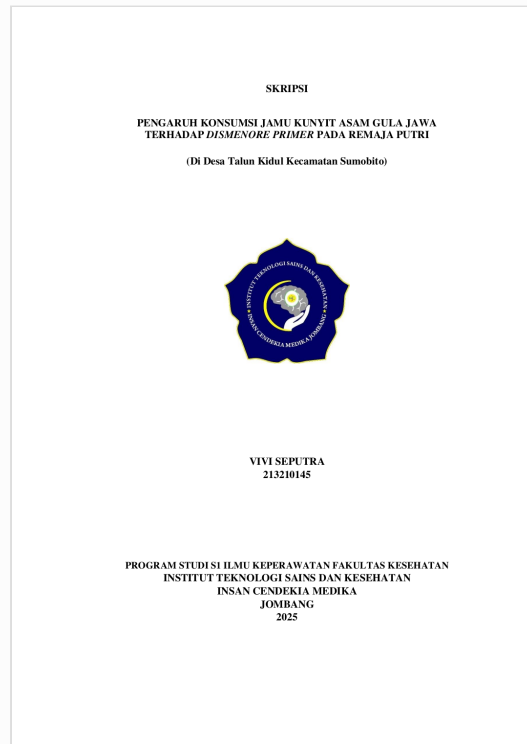 SKRIPSI
PENGARUH KONSUMSI JAMU KUNYIT ASAM GULA JAWA
TERHADAP DISMENORE PRIMER PADA REMAJA PUTRI
(Di Desa Talun Kidul Kecamatan Sumobito)
INSTITUT TEKNOLOGI SAINS DAN KESEHATAN
INSAN CENDEKIA MEDIKA JOMBANG
VIVI SEPUTRA
213210145
PROGRAM STUDI S1 ILMU KEPERAWATAN FAKULTAS KESEHATAN
INSTITUT TEKNOLOGI SAINS DAN KESEHATAN
INSAN CENDEKIA MEDIKA
JOMBANG
2025